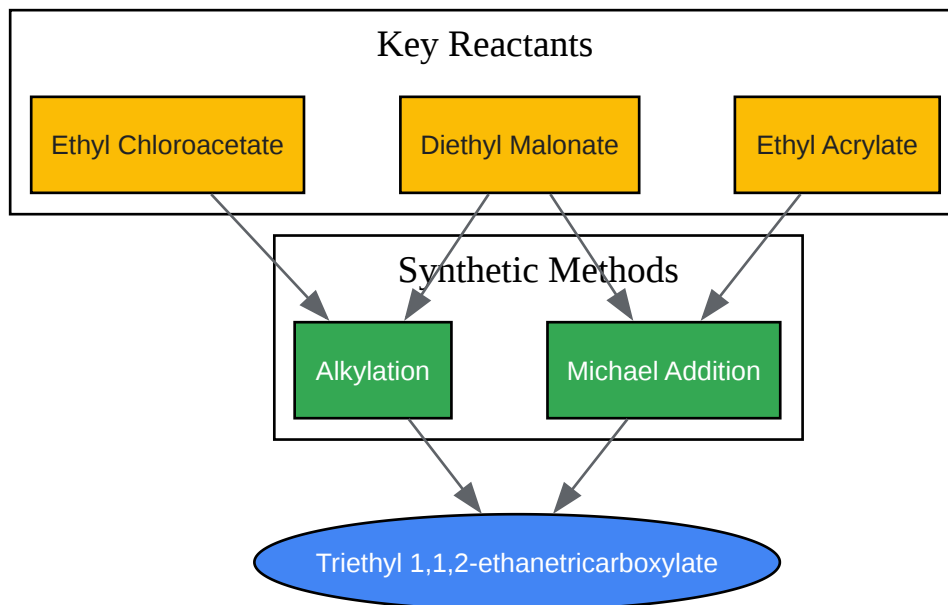 Key Reactants
Ethyl Chloroacetate
Diethyl Malonate
Ethyl Acrylate
Synthetic Methods
Alkylation
Michael Addition
Triethyl 1,1,2-ethanetricarboxylate